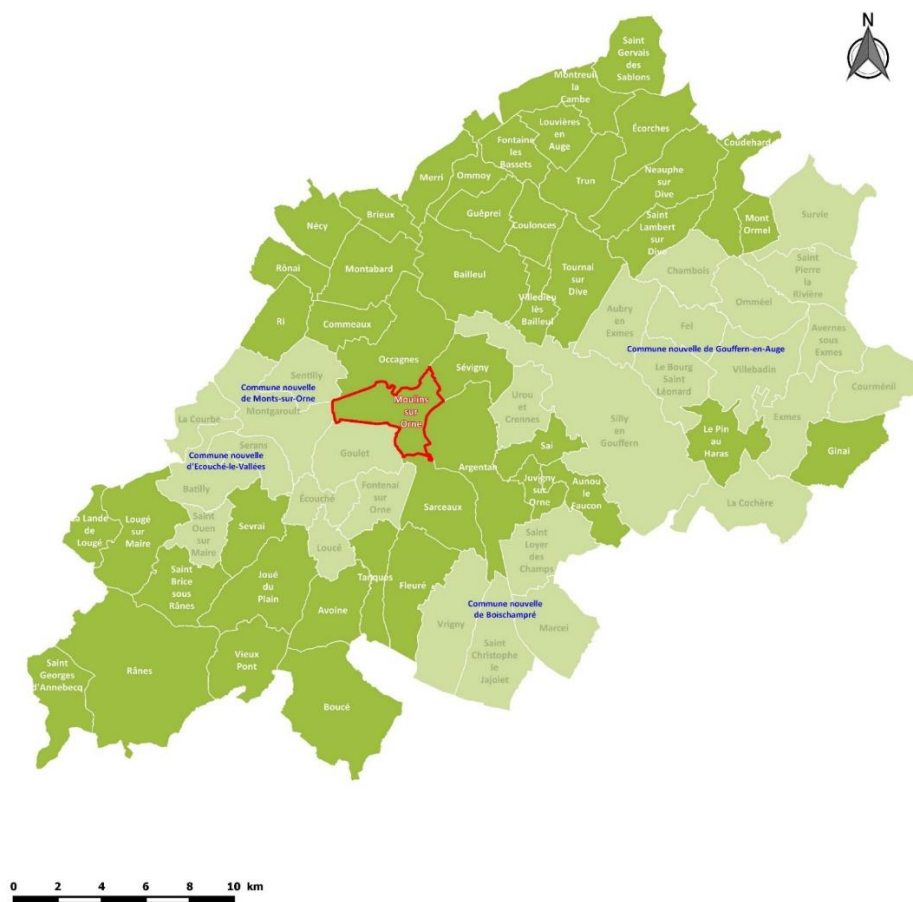 N
Saint
Gervais
des
Sablons
Montreuil
la
Cambe
Louvières
en
Auge
Écorches
Fontaine
les
Bassets
Coudehard
Merri
Ommoy
Trun
Neauphe
sur
Dive
Nécy
Brieux
Guêprei
Coulonces
Saint
Lambert
sur
Dive
Mont
Ormel
Survie
Rônai
Montabard
Bailleul
Tournai
sur
Dive
Chambois
Saint
Pierre
la
Rivière
Villedieu
lès
Bailleul
Omméel
Ri
Commeaux
Aubry
en
Exmes
Fel
Avernes
sous
Exmes
Commune nouvelle de Gouffern-en-Auge
Occagnes
Sévigny
Le Bourg
Saint
Léonard
Villebadin
Courménil
Sentilly
Commune nouvelle
de Monts-sur-Orne
Montgaroult
Moulins
sur
Orne
Urou
et
Crennes
Silly
en
Gouffern
Exmes
La Courbe
Le Pin
au
Haras
Serans
Commune nouvelle
d'Ecouché-le-Vallées
Goulet
Sai
Ginai
Argentan
Batilly
Écouché
Fontenai
sur
Orne
Juvigny
sur
Orne
Aunou
le
Faucon
La Cochère
La Lande
de
Lougé
Lougé
sur
Maire
Saint
Ouen
sur
Maire
Sevrai
Sarceaux
Loucé
Saint
Loyer
des
Champs
Saint
Brice
sous
Rânes
Joué
du
Plain
Tanques
Fleuré
Avoine
Commune nouvelle
de Boischampré
Vrigny
Marcei
Saint
Christophe
le
Jajolet
Saint
Georges
d'Annebecq
Rânes
Vieux
Pont
Boucé
0 2 4 6 8 10 km